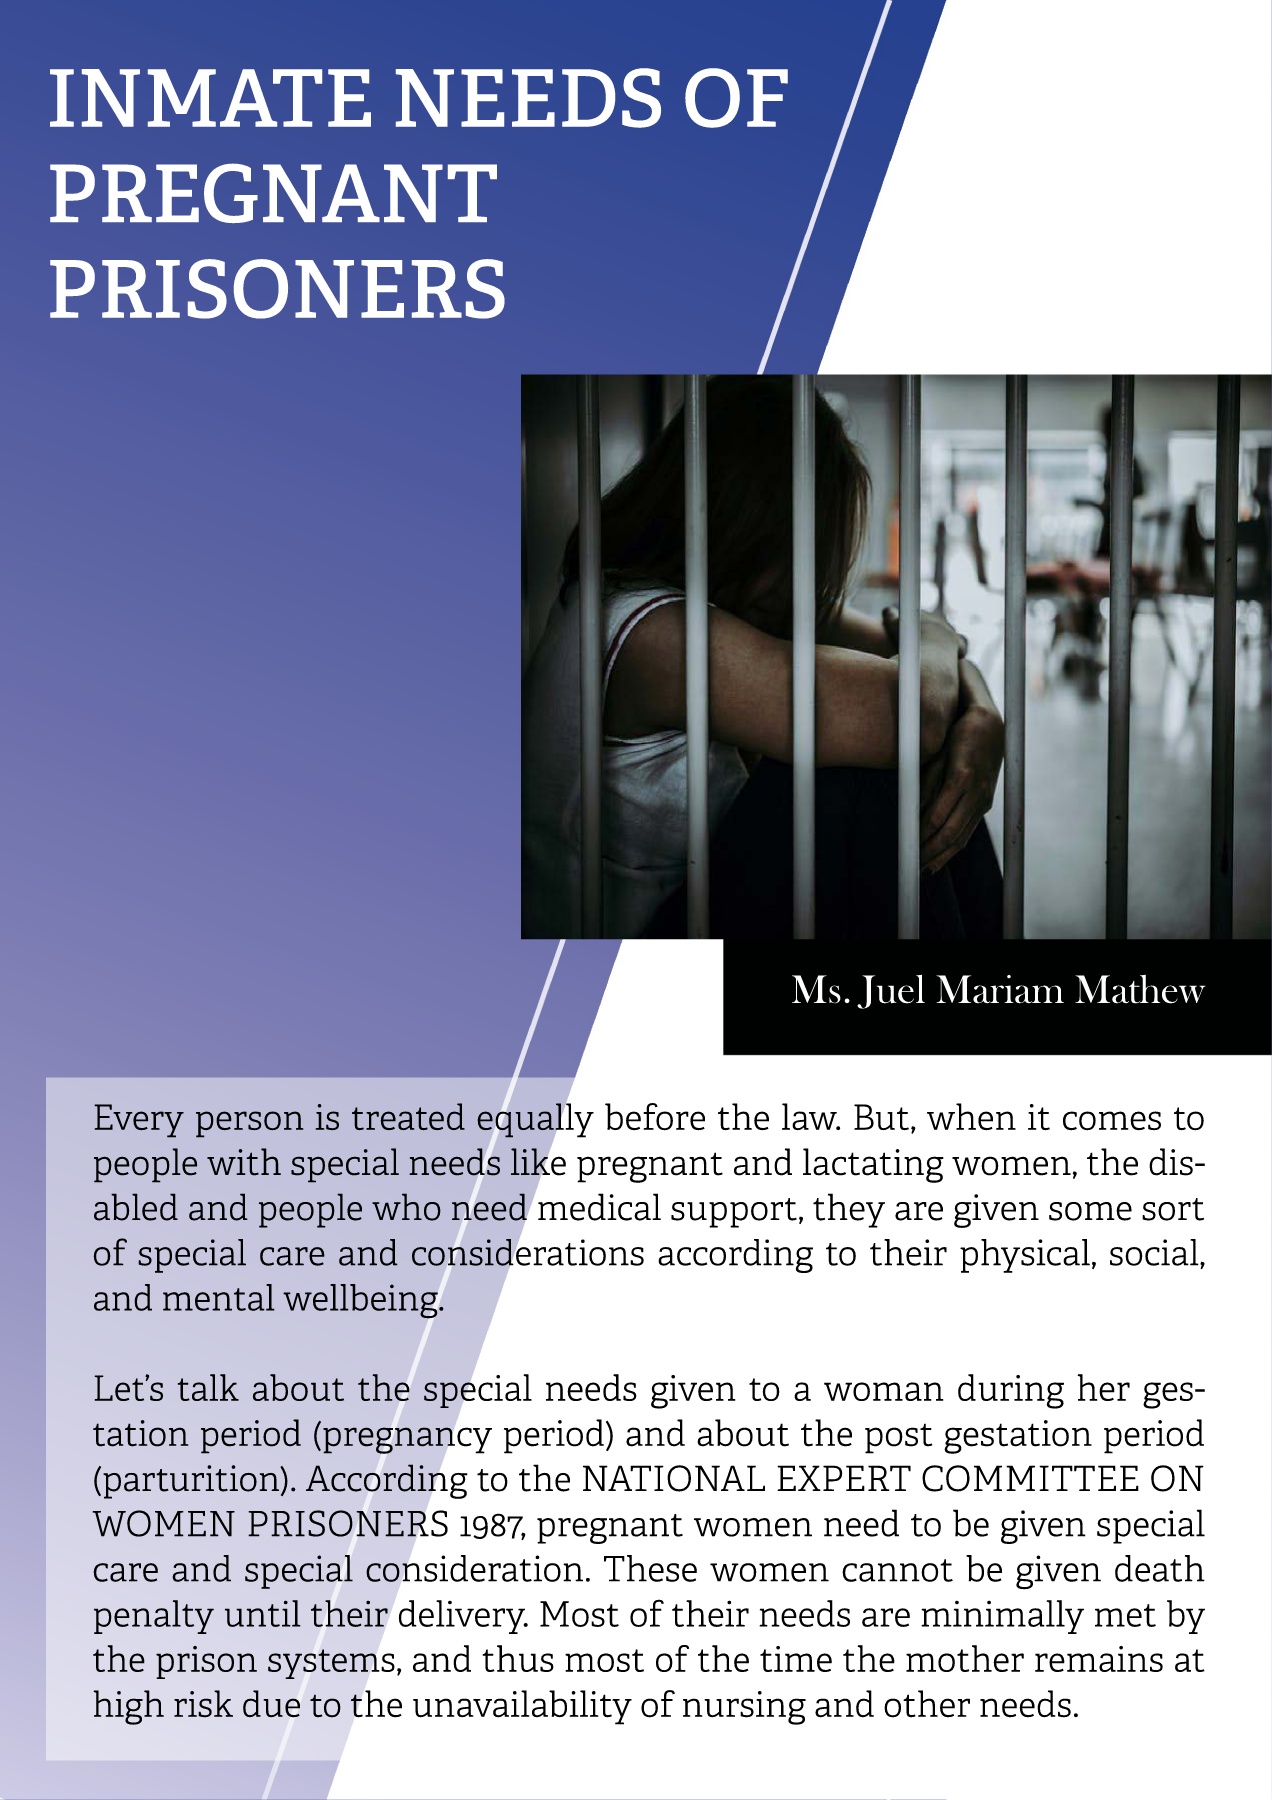 INMATE NEEDS OF
PREGNANT
PRISONERS
Ms. Juel Mariam Mathew
Every person is treated equally before the law. But, when it comes to
people with special needs like pregnant and lactating women, the dis-
abled and people who need medical support, they are given some sort
of special care and considerations according to their physical, social,
and mental wellbeing.
Let’s talk about the special needs given to a woman during her ges-
tation period (pregnancy period) and about the post gestation period
(parturition). According to the NATIONAL EXPERT COMMITTEE ON
WOMEN PRISONERS 1987, pregnant women need to be given special
care and special consideration. These women cannot be given death
penalty until their delivery. Most of their needs are minimally met by
the prison systems, and thus most of the time the mother remains at
high risk due to the unavailability of nursing and other needs.